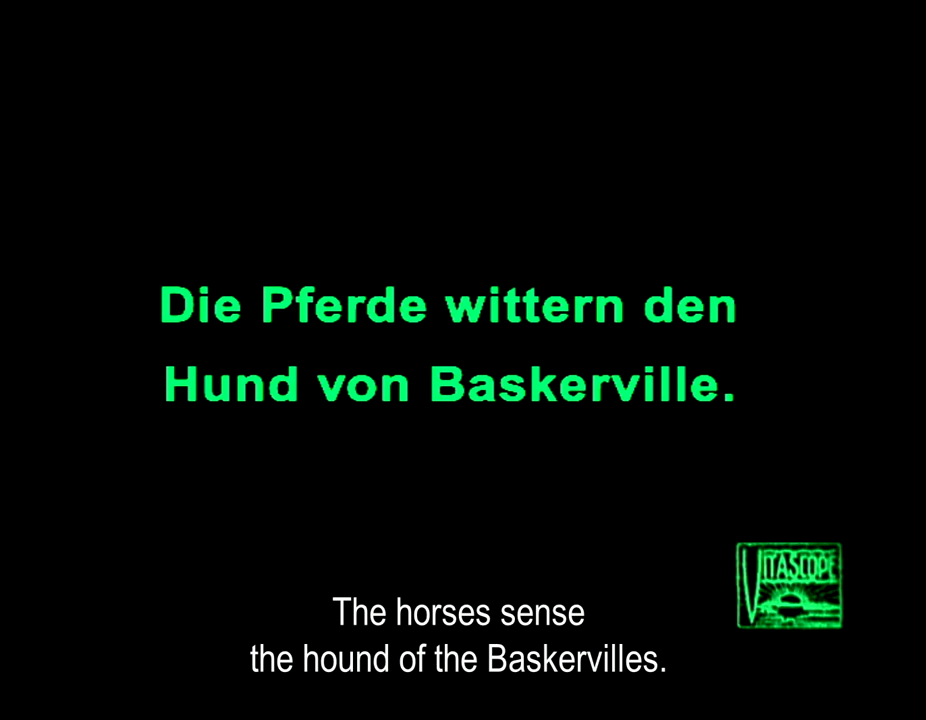 Die Pferde wittern den
Hund von Baskerville.
VITASCOPE
The horses sense
the hound of the Baskervilles.